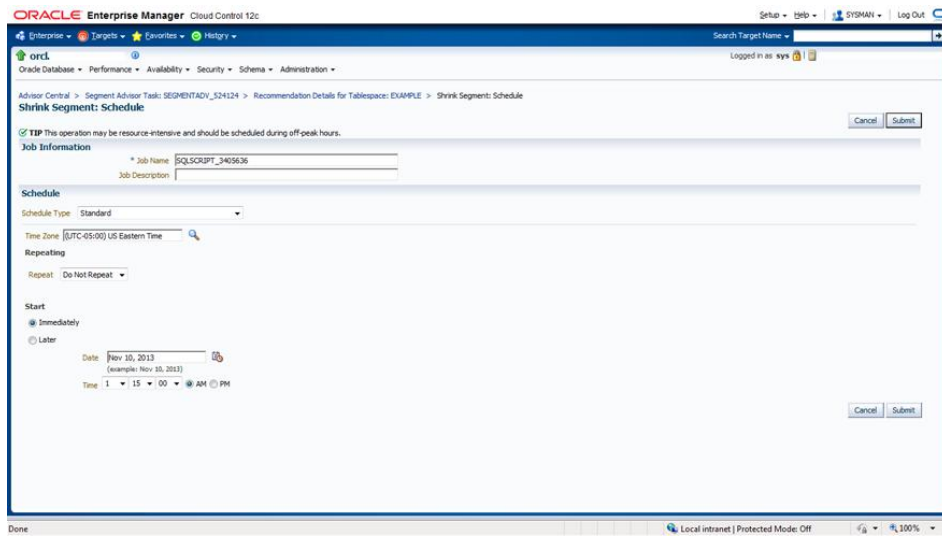 ORACLE Enterprise Manager Cloud Control 12c
Setup Help SYSMAN Log Out
Enterprise Targets Favorites History Search Target Name
orcl. Logged in as sys
Oracle Database Performance Availability Security Schema Administration
Advisor Central > Segment Advisor Task: SEGMENTADV_524124 > Recommendation Details for Tablespace: EXAMPLE > Shrink Segment: Schedule
Shrink Segment: Schedule
Cancel Submit
TIP This operation may be resource-intensive and should be scheduled during off-peak hours.
Job Information
* Job Name SQLSCRIPT_3405636
Job Description
Schedule
Schedule Type Standard
Time Zone (UTC-05:00) US Eastern Time
Repeating
Repeat Do Not Repeat
Start
Immediately
Later
Date Nov 10, 2013
(example: Nov 10, 2013)
Time 1 15 00 AM PM
Cancel Submit
Done Local intranet | Protected Mode: Off 100%